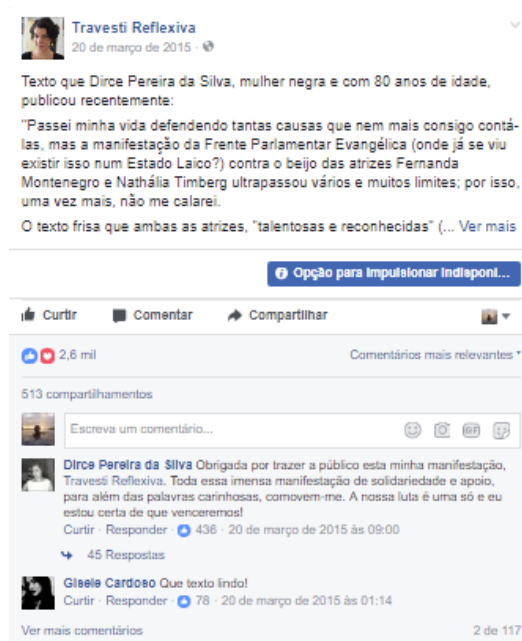 Travesti Reflexiva
20 de março de 2015 ·
Texto que Dirce Pereira da Silva, mulher negra e com 80 anos de idade,
publicou recentemente:
"Passei minha vida defendendo tantas causas que nem mais consigo contá-
las, mas a manifestação da Frente Parlamentar Evangélica (onde já se viu
existir isso num Estado Laico?) contra o beijo das atrizes Fernanda
Montenegro e Nathália Timberg ultrapassou vários e muitos limites; por isso,
uma vez mais, não me calarei.
O texto frisa que ambas as atrizes, "talentosas e reconhecidas" (... Ver mais
Opção para impulsionar indisponí...
Curtir Comentar Compartilhar
2,6 mil Comentários mais relevantes
513 compartilhamentos
Escreva um comentário... GIF
Dirce Pereira da Silva Obrigada por trazer a público esta minha manifestação,
Travesti Reflexiva. Toda essa imensa manifestação de solidariedade e apoio,
para além das palavras carinhosas, comovem-me. A nossa luta é uma só e eu
estou certa de que venceremos!
Curtir · Responder · 436 · 20 de março de 2015 às 09:00
45 Respostas
Gisele Cardoso Que texto lindo!
Curtir · Responder · 78 · 20 de março de 2015 às 01:14
Ver mais comentários 2 de 117